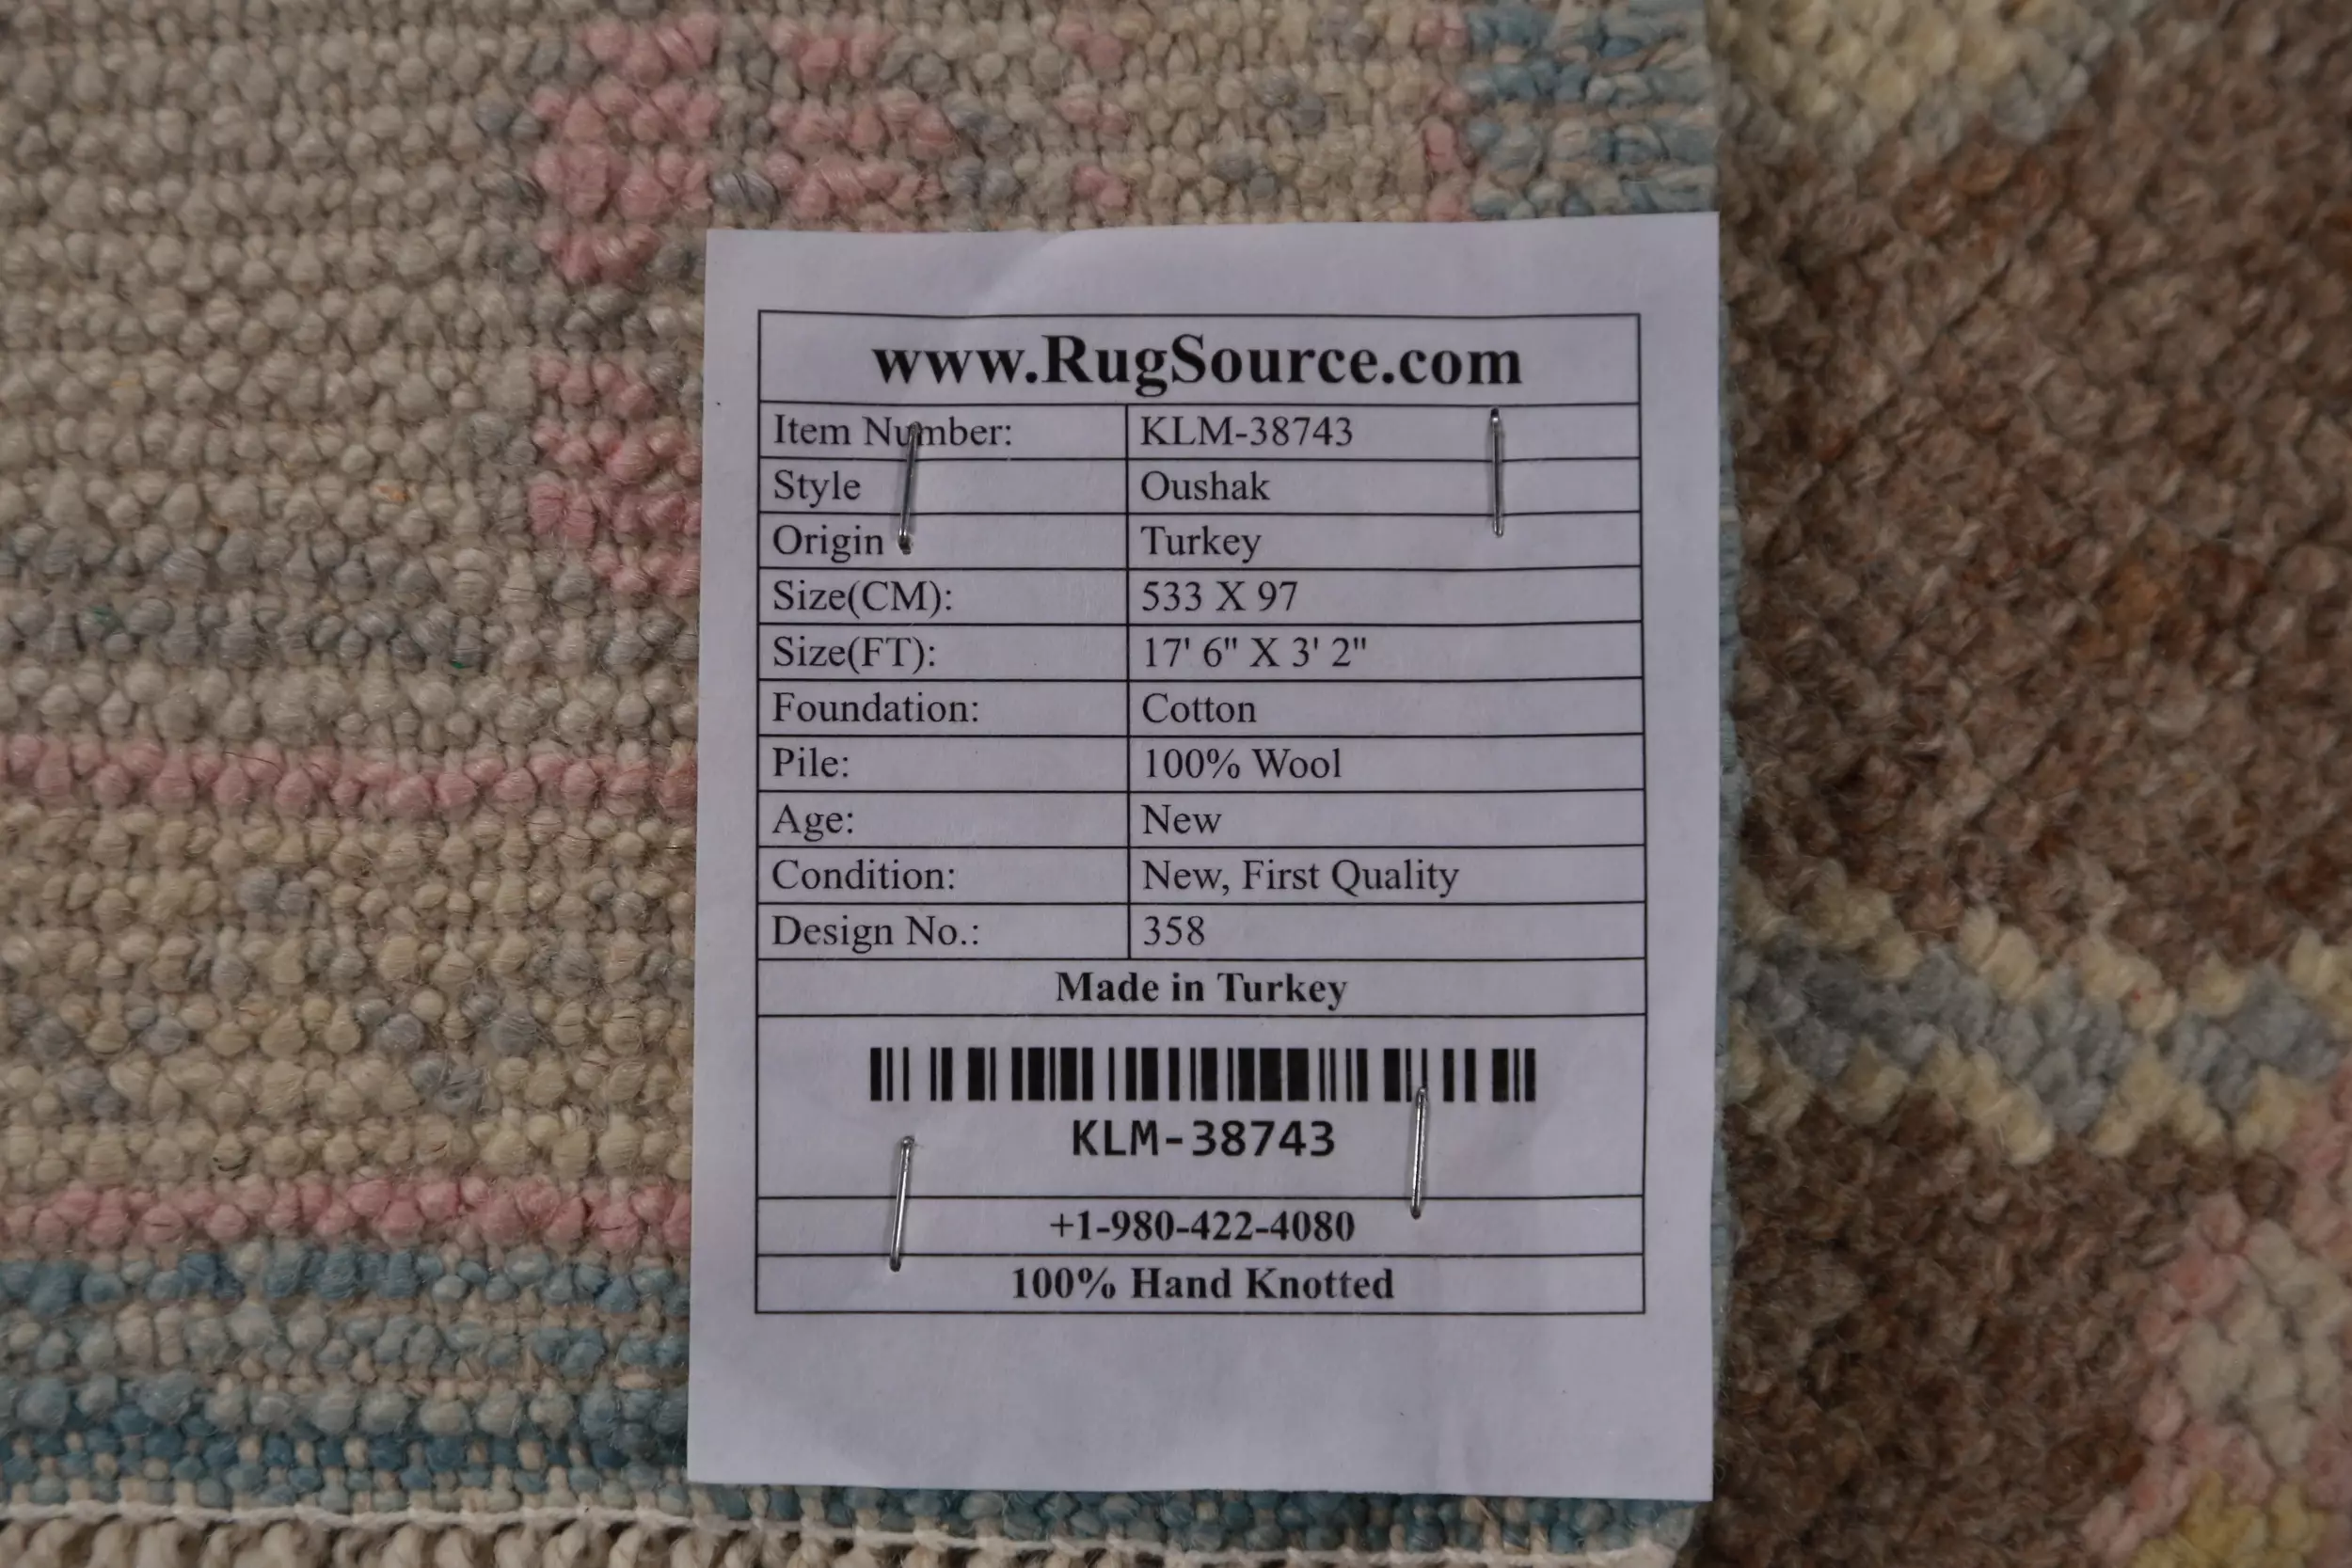 www.RugSource.com
Item Number: KLM-38743
Style Oushak
Origin Turkey
Size(CM): 533 X 97
Size(FT): 17' 6" X 3' 2"
Foundation: Cotton
Pile: 100% Wool
Age: New
Condition: New, First Quality
Design No.: 358
Made in Turkey
KLM-38743
+1-980-422-4080
100% Hand Knotted